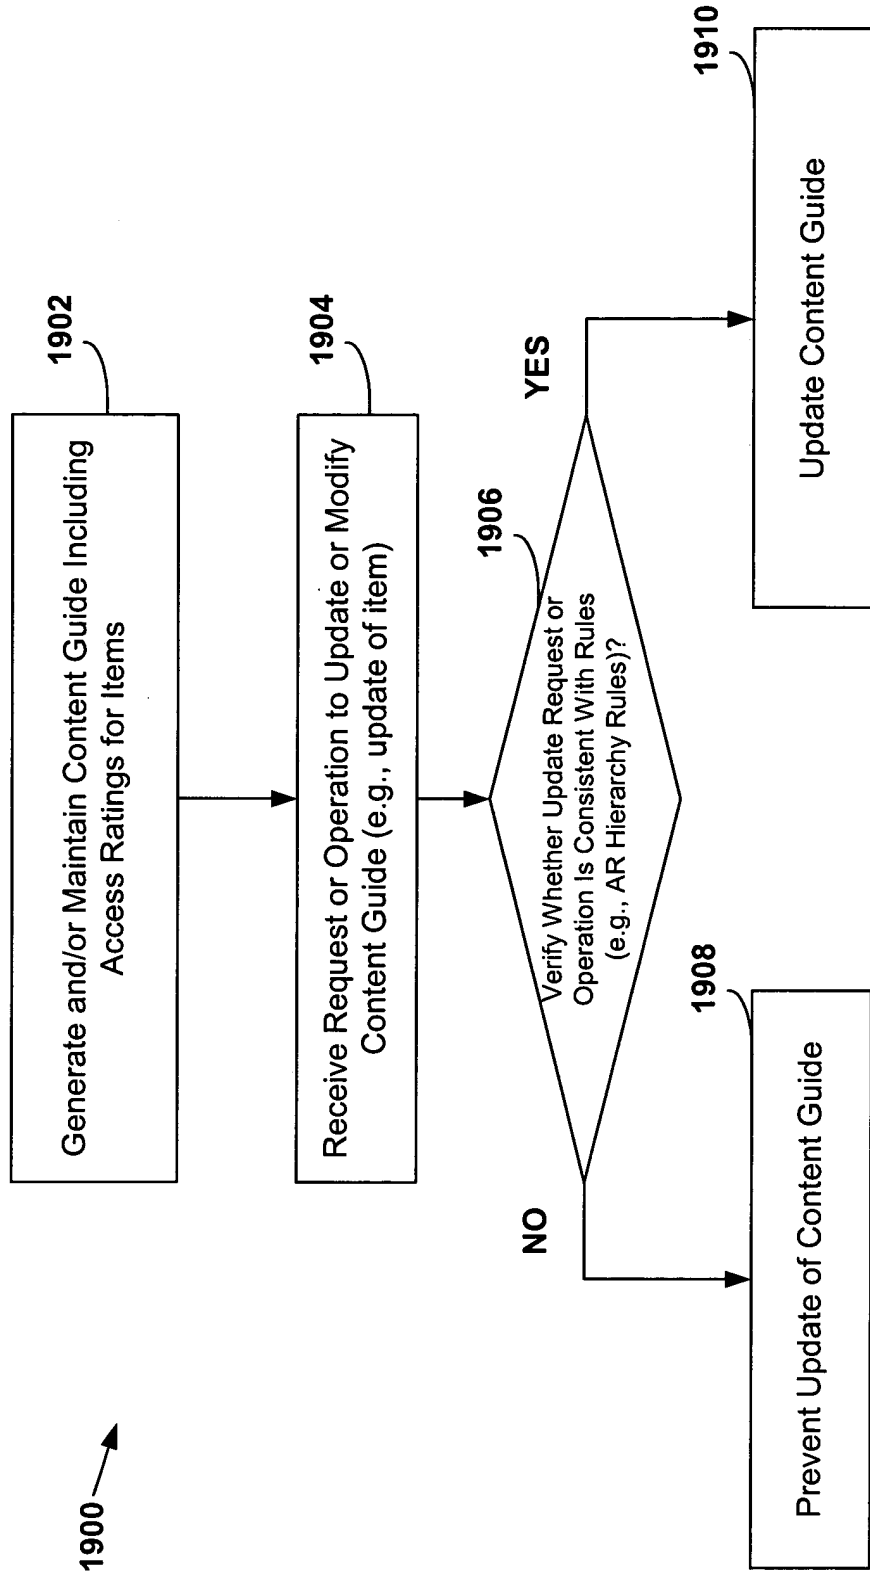 1900
1902
Generate and/or Maintain Content Guide Including
Access Ratings for Items
1904
Receive Request or Operation to Update or Modify
Content Guide (e.g., update of item)
1906
Verify Whether Update Request or
Operation Is Consistent With Rules
(e.g., AR Hierarchy Rules)?
NO
YES
1908
Prevent Update of Content Guide
1910
Update Content Guide